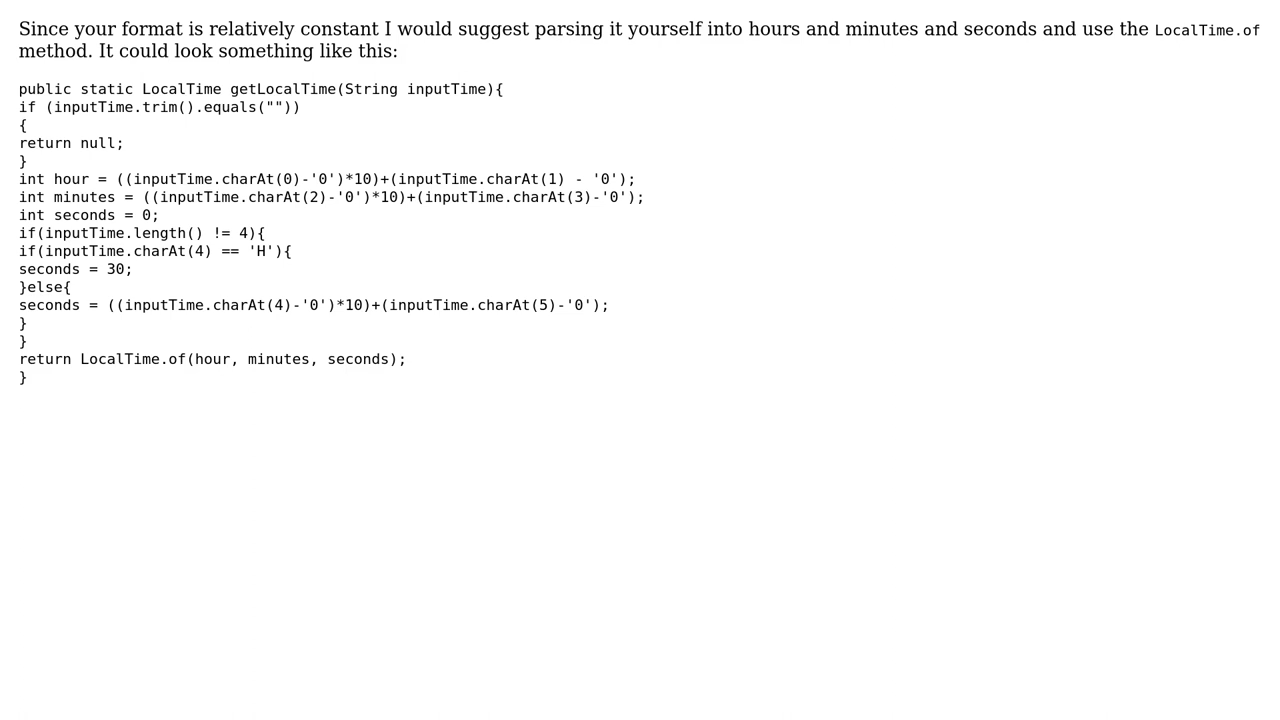 Since your format is relatively constant I would suggest parsing it yourself into hours and minutes and seconds and use the LocalTime.of
method. It could look something like this:
public static LocalTime getLocalTime(String inputTime){
if (inputTime.trim().equals(""))
{
return null;
}
int hour = ((inputTime.charAt(0)-'0')*10)+(inputTime.charAt(1) - '0');
int minutes = ((inputTime.charAt(2)-'0')*10)+(inputTime.charAt(3)-'0');
int seconds = 0;
if(inputTime.length() != 4){
if(inputTime.charAt(4) == 'H'){
seconds = 30;
}else{
seconds = ((inputTime.charAt(4)-'0')*10)+(inputTime.charAt(5)-'0');
}
}
return LocalTime.of(hour, minutes, seconds);
}